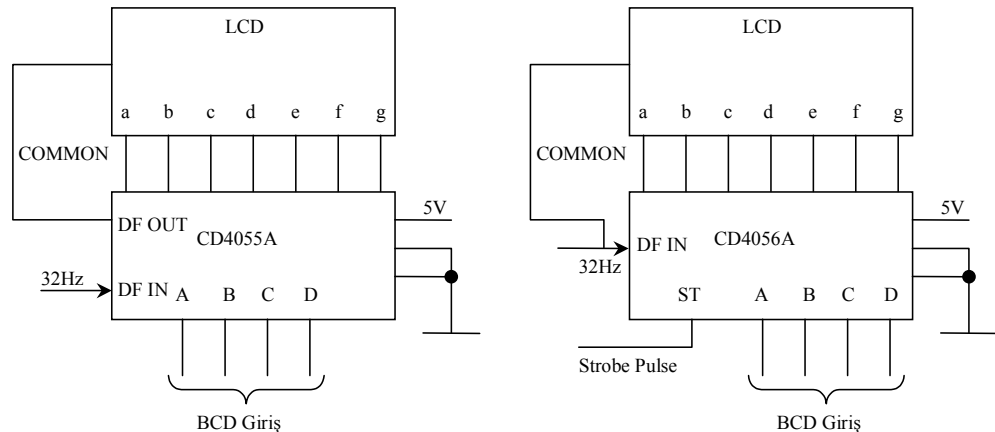 LCD
a b c d e f g
COMMON
DF OUT
5V
CD4055A
32Hz
DF IN
A B C D
BCD Giriş
LCD
a b c d e f g
COMMON
5V
DF IN
CD4056A
32Hz
ST A B C D
Strobe Pulse
BCD Giriş